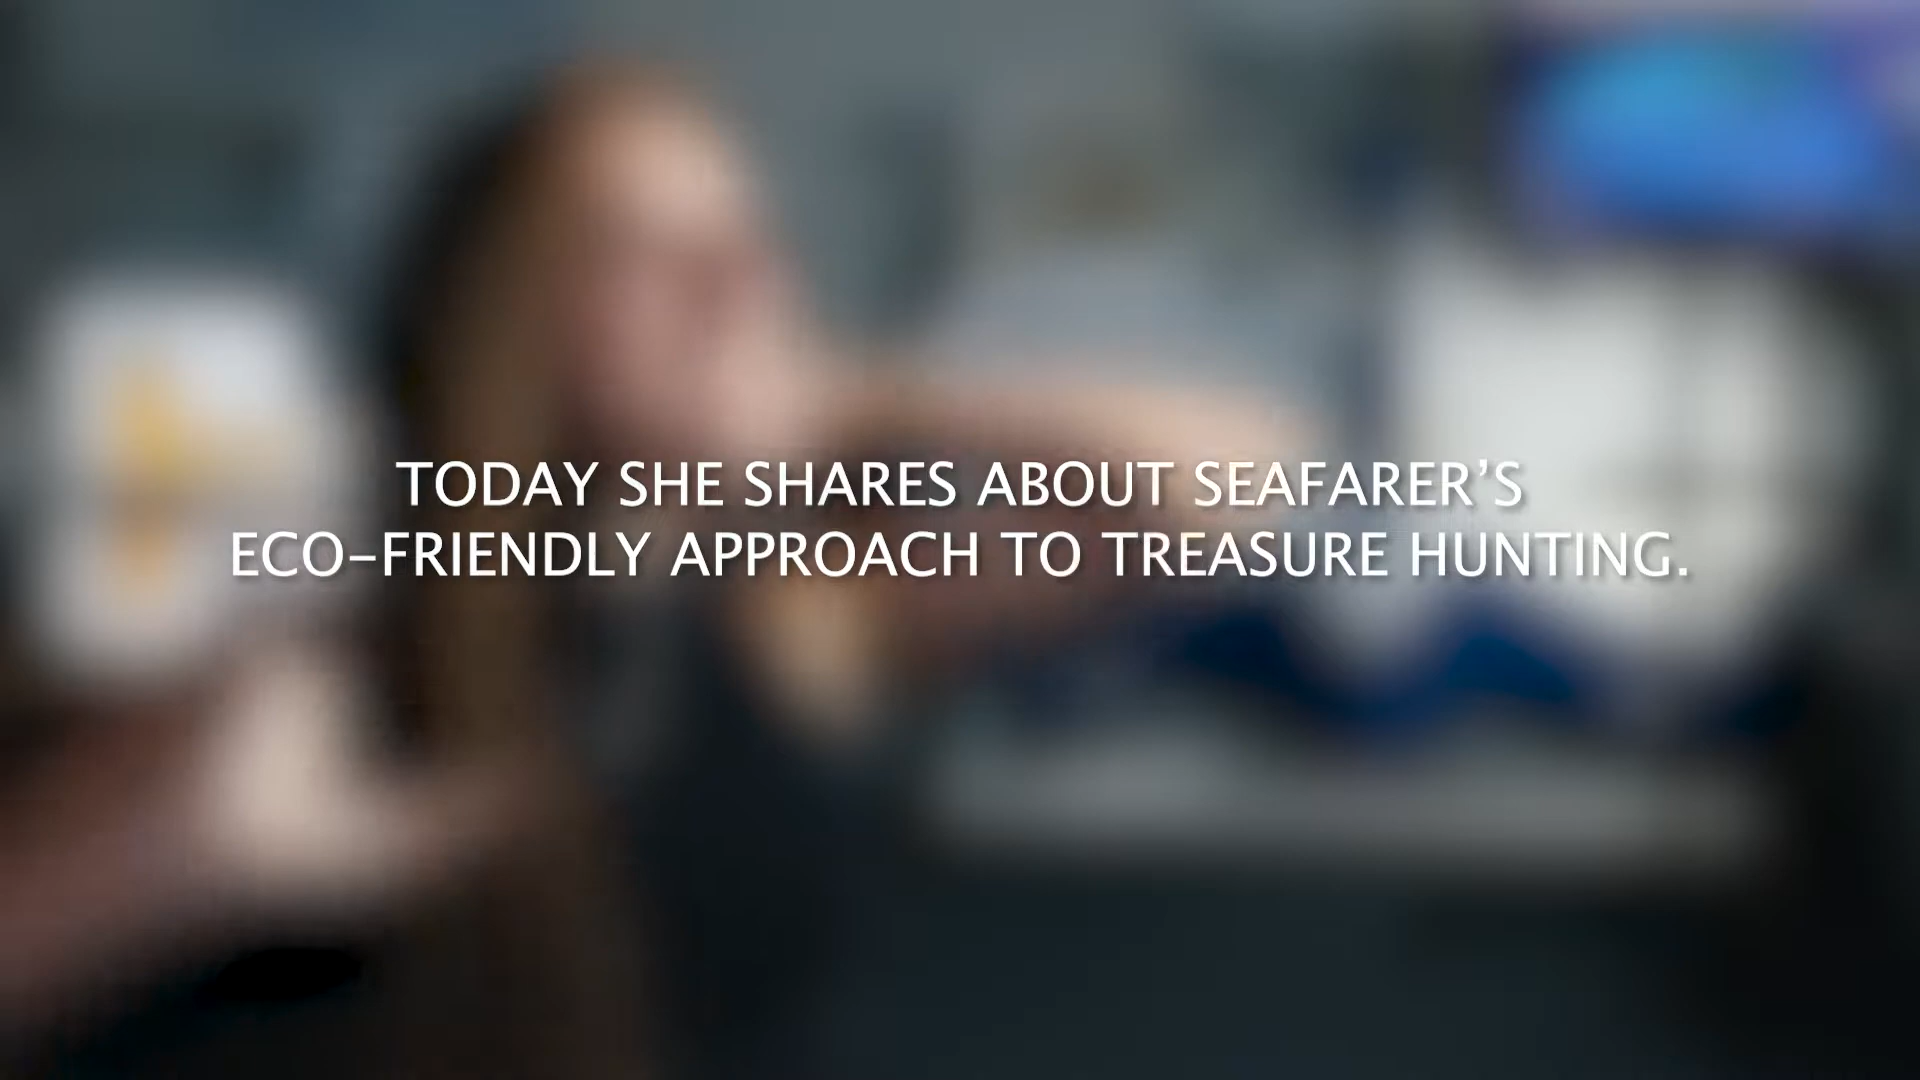 TODAY SHE SHARES ABOUT SEAFARER’S
ECO–FRIENDLY APPROACH TO TREASURE HUNTING.